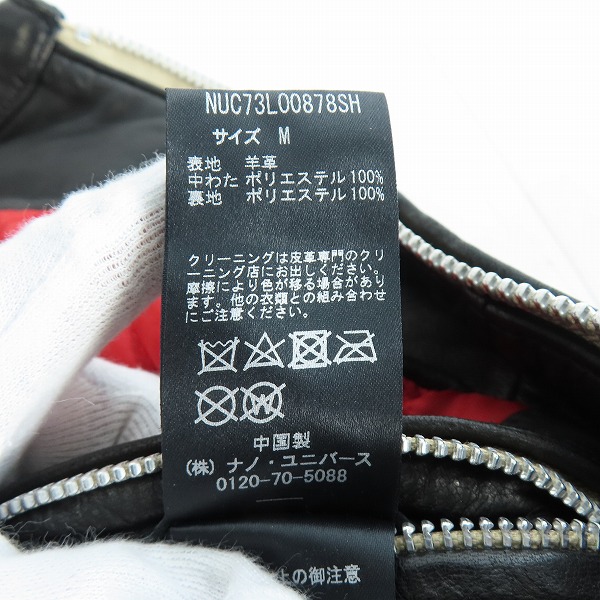 NUC73L00878SH
サイズ M
表地 羊革
中わた ポリエステル100%
裏地 ポリエステル100%
クリーニングは皮革専門のクリ
ーニング店にお出しください。
摩擦により色が移る場合があり
ます。他の衣類との組み合わせ
にご注意ください。
中国製
(株) ナノ・ユニバース
0120-70-5088
の御注意